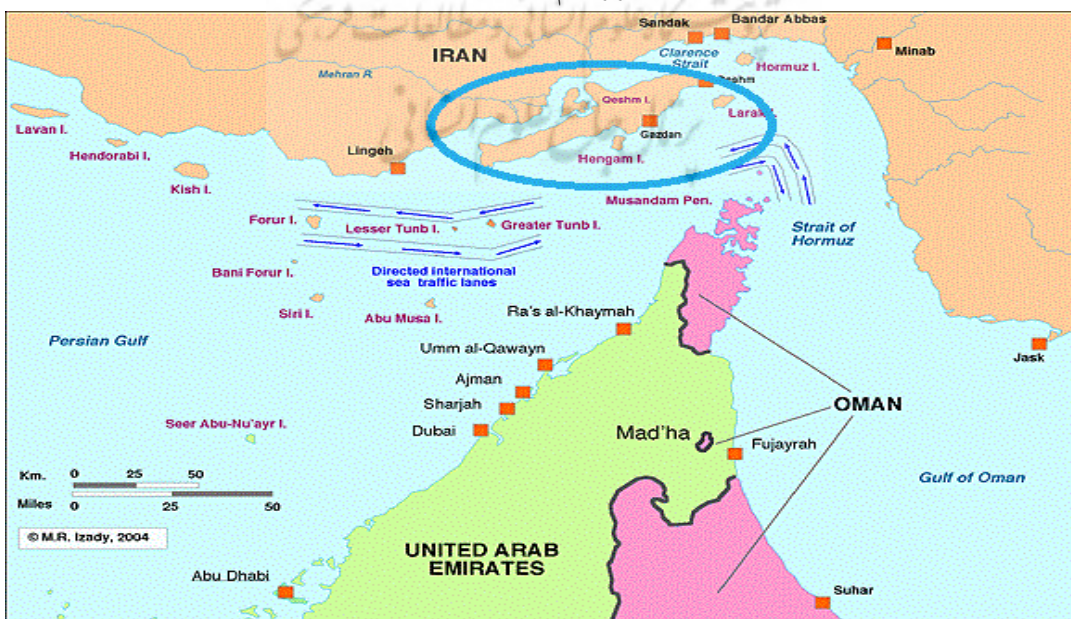 Sandak
Bandar Abbas
Minab
IRAN
Clarence
Strait
Hormuz I.
Mehran R.
Qeshm I.
Larak
Gazdan
Lavan I.
Hendorabi I.
Lingeh
Hengam I.
Kish I.
Musandam Pen.
Forur I.
Lesser Tunb I.
Greater Tunb I.
Strait of
Hormuz
Bani Forur I.
Directed international
sea traffic lanes
Siri I.
Abu Musa I.
Ra's al-Khaymah
Persian Gulf
Umm al-Qawayn
Jask
Ajman
Sharjah
OMAN
Dubai
Seer Abu-Nu'ayr I.
Mad'ha
Fujayrah
Gulf of Oman
Km. 0 25 50
Miles 0 25 50
© M.R. Izady, 2004
UNITED ARAB
EMIRATES
Abu Dhabi
Suhar